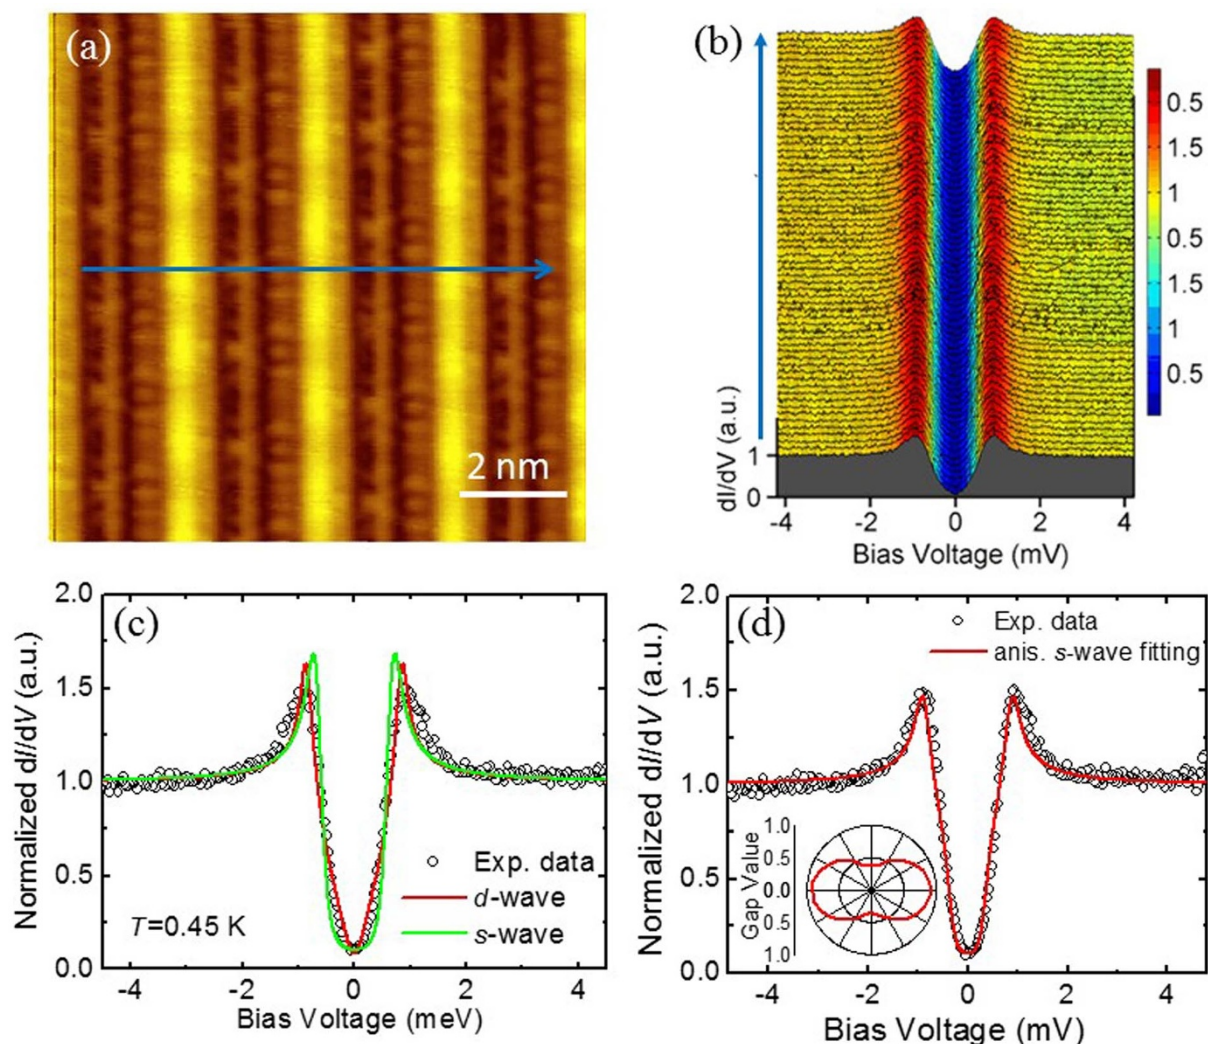 (a)
2 nm
(b)
0.5
1.5
1
0.5
1.5
1
0.5
dI/dV (a.u.)
1
0
-4 -2 0 2 4
Bias Voltage (mV)
(c)
Normalized dI/dV (a.u.)
2.0
1.5
1.0
0.5
0.0
Exp. data
d-wave
s-wave
T=0.45 K
-4 -2 0 2 4
Bias Voltage (meV)
(d)
Normalized dI/dV (a.u.)
2.0
1.5
1.0
0.5
0.0
Exp. data
anis. s-wave fitting
Gap Value
1.0
0.5
0.0
0.5
1.0
-4 -2 0 2 4
Bias Voltage (mV)